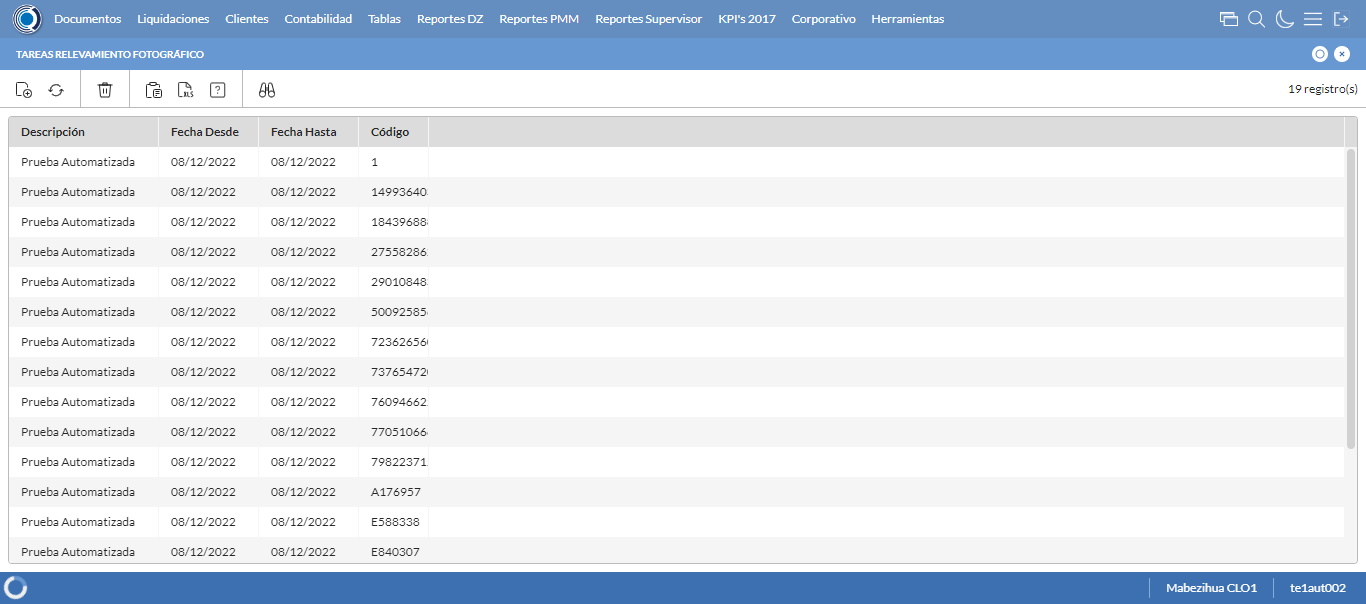 Documentos Liquidaciones Clientes Contabilidad Tablas Reportes DZ Reportes PMM Reportes Supervisor KPI's 2017 Corporativo Herramientas
TAREAS RELEVAMIENTO FOTOGRÁFICO
XLS ? 19 registro(s)
Descripción Fecha Desde Fecha Hasta Código
Prueba Automatizada 08/12/2022 08/12/2022 1
Prueba Automatizada 08/12/2022 08/12/2022 14993640
Prueba Automatizada 08/12/2022 08/12/2022 18439688
Prueba Automatizada 08/12/2022 08/12/2022 27558286
Prueba Automatizada 08/12/2022 08/12/2022 29010848
Prueba Automatizada 08/12/2022 08/12/2022 50092585
Prueba Automatizada 08/12/2022 08/12/2022 72362656
Prueba Automatizada 08/12/2022 08/12/2022 73765472
Prueba Automatizada 08/12/2022 08/12/2022 76094662
Prueba Automatizada 08/12/2022 08/12/2022 77051066
Prueba Automatizada 08/12/2022 08/12/2022 79822371
Prueba Automatizada 08/12/2022 08/12/2022 A176957
Prueba Automatizada 08/12/2022 08/12/2022 E588338
Prueba Automatizada 08/12/2022 08/12/2022 E840307
Mabezihua CLO1 te1aut002